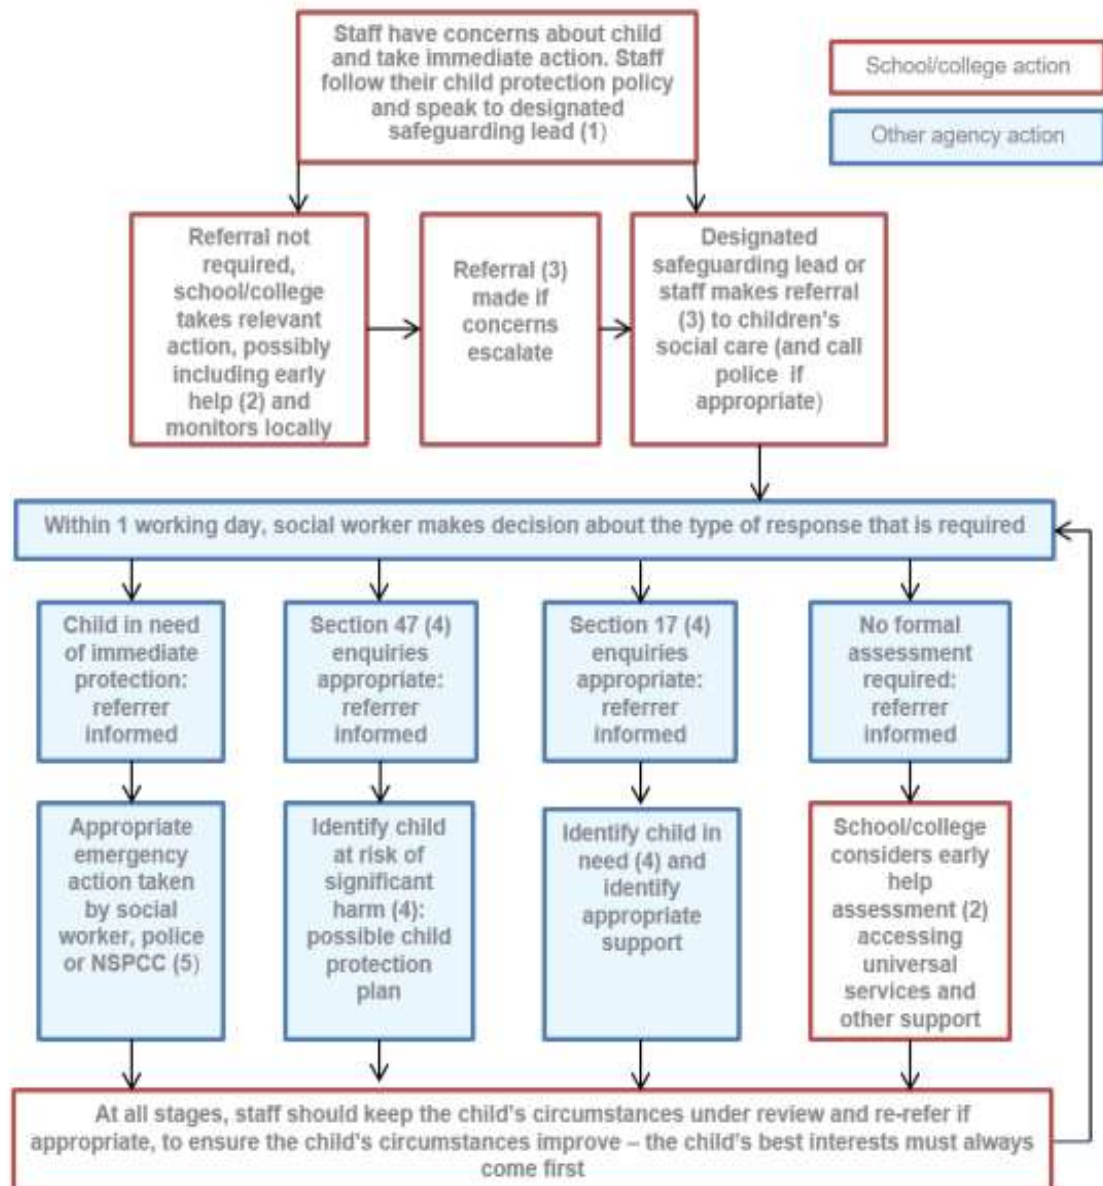 Staff have concerns about child
and take immediate action. Staff
follow their child protection policy
and speak to designated
safeguarding lead (1)
School/college action
Other agency action
Referral not
required,
school/college
takes relevant
action, possibly
including early
help (2) and
monitors locally
Referral (3)
made if
concerns
escalate
Designated
safeguarding lead or
staff makes referral
(3) to children's
social care (and call
police if
appropriate)
Within 1 working day, social worker makes decision about the type of response that is required
Child in need
of immediate
protection:
referrer
informed
Section 47 (4)
enquiries
appropriate:
referrer
informed
Section 17 (4)
enquiries
appropriate:
referrer
informed
No formal
assessment
required:
referrer
informed
Appropriate
emergency
action taken
by social
worker, police
or NSPCC (5)
Identify child
at risk of
significant
harm (4):
possible child
protection
plan
Identify child in
need (4) and
identify
appropriate
support
School/college
considers early
help
assessment (2)
accessing
universal
services and
other support
At all stages, staff should keep the child's circumstances under review and re-refer if
appropriate, to ensure the child's circumstances improve – the child's best interests must always
come first